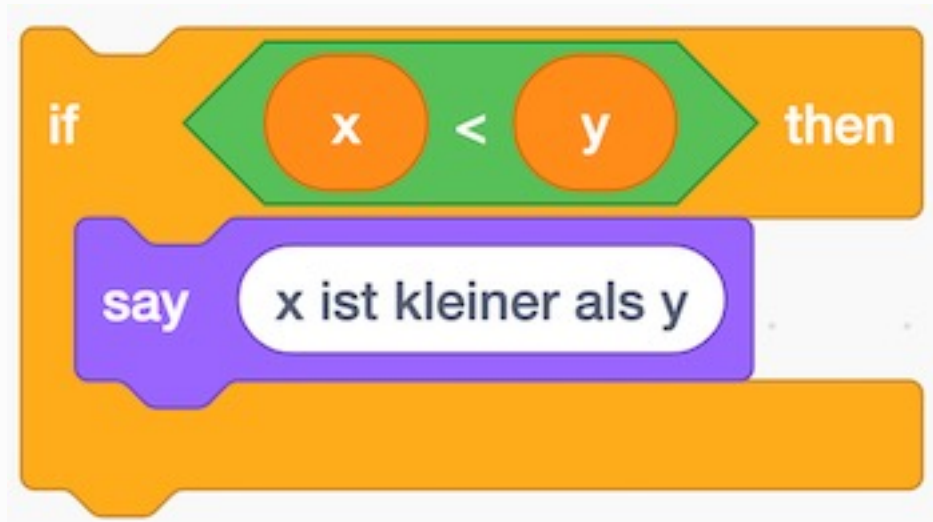 if x < y then
say x ist kleiner als y